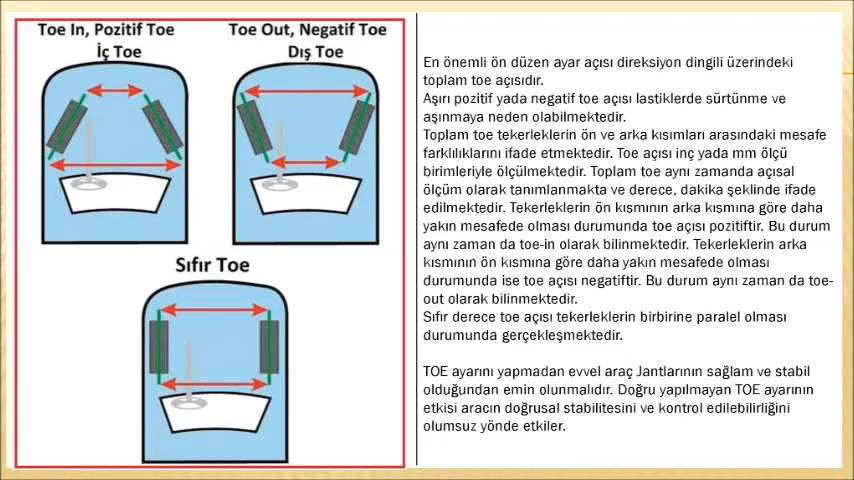 Toe In, Pozitif Toe
İç Toe
Toe Out, Negatif Toe
Dış Toe
Sıfır Toe
En önemli ön düzen ayar açısı direksiyon dingili üzerindeki
toplam toe açısıdır.
Aşırı pozitif yada negatif toe açısı lastiklerde sürtünme ve
aşınmaya neden olabilmektedir.
Toplam toe tekerleklerin ön ve arka kısımları arasındaki mesafe
farklılıklarını ifade etmektedir. Toe açısı inç yada mm ölçü
birimleriyle ölçülmektedir. Toplam toe aynı zamanda açısal
ölçüm olarak tanımlanmakta ve derece, dakika şeklinde ifade
edilmektedir. Tekerleklerin ön kısmının arka kısmına göre daha
yakın mesafede olması durumunda toe açısı pozitiftir. Bu durum
aynı zaman da toe-in olarak bilinmektedir. Tekerleklerin arka
kısmının ön kısmına göre daha yakın mesafede olması
durumunda ise toe açısı negatiftir. Bu durum aynı zaman da toe-
out olarak bilinmektedir.
Sıfır derece toe açısı tekerleklerin birbirine paralel olması
durumunda gerçekleşmektedir.
TOE ayarını yapmadan evvel araç Jantlarının sağlam ve stabil
olduğundan emin olunmalıdır. Doğru yapılmayan TOE ayarının
etkisi aracın doğrusal stabilitesini ve kontrol edilebilirliğini
olumsuz yönde etkiler.